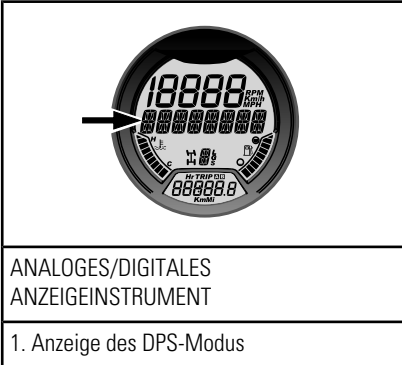 18888 RPM
Km/h
MPH
H
C
Hr TRIP A B
88888.8
KmMi
ANALOGES/DIGITALES
ANZEIGEINSTRUMENT
1. Anzeige des DPS-Modus